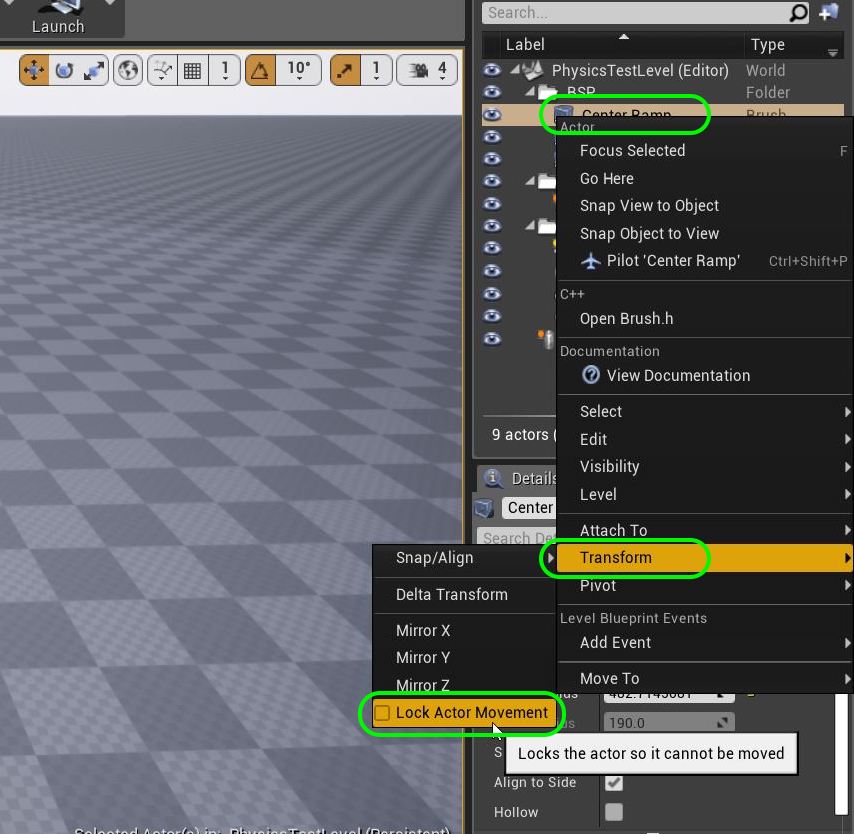 Launch
Search...
Label Type
1 10° 1 4
PhysicsTestLevel (Editor) World
BSP Folder
Center Ramp Brush
Actor
Focus Selected F
Go Here
Snap View to Object
Snap Object to View
Pilot 'Center Ramp' Ctrl+Shift+P
C++
Open Brush.h
Documentation
View Documentation
Select
Edit
9 actors (
Visibility
Details
Level
Center
Attach To
Search De
Snap/Align
Transform
Pivot
Delta Transform
Level Blueprint Events
Mirror X
Add Event
Mirror Y
Mirror Z
Move To
Lock Actor Movement
190.0
Locks the actor so it cannot be moved
Align to Side
Hollow
Selected Actor(s) in: PhysicsTestLevel (Persistent)